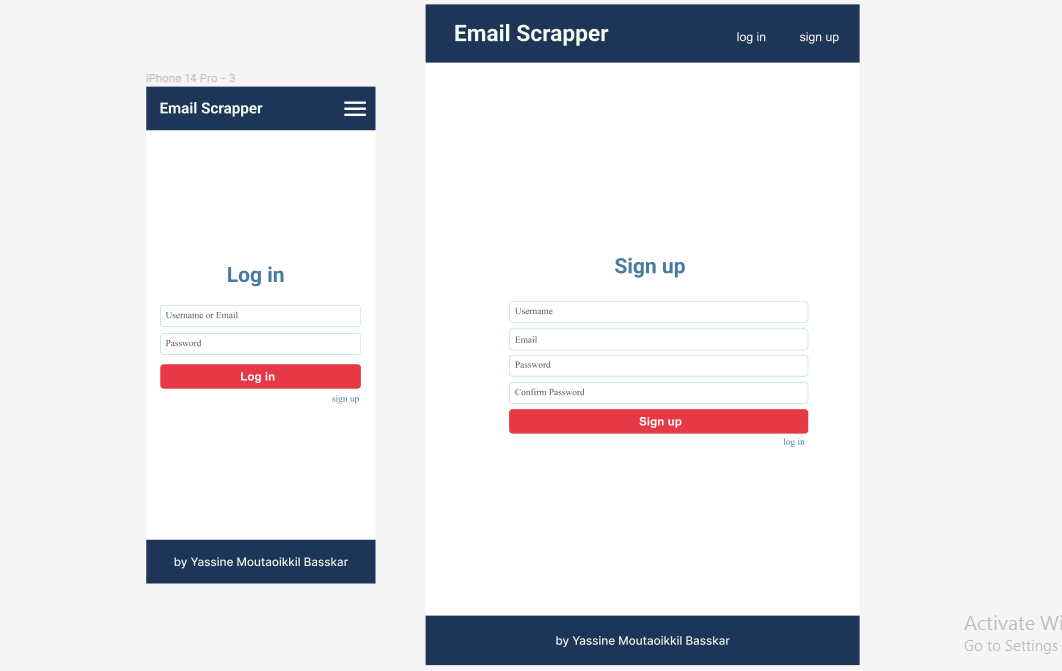 iPhone 14 Pro - 3
Email Scrapper
Log in
Username or Email
Password
Log in
sign up
by Yassine Moutaoikkil Basskar
Email Scrapper
log in
sign up
Sign up
Username
Email
Password
Confirm Password
Sign up
log in
by Yassine Moutaoikkil Basskar
Activate Wi
Go to Settings